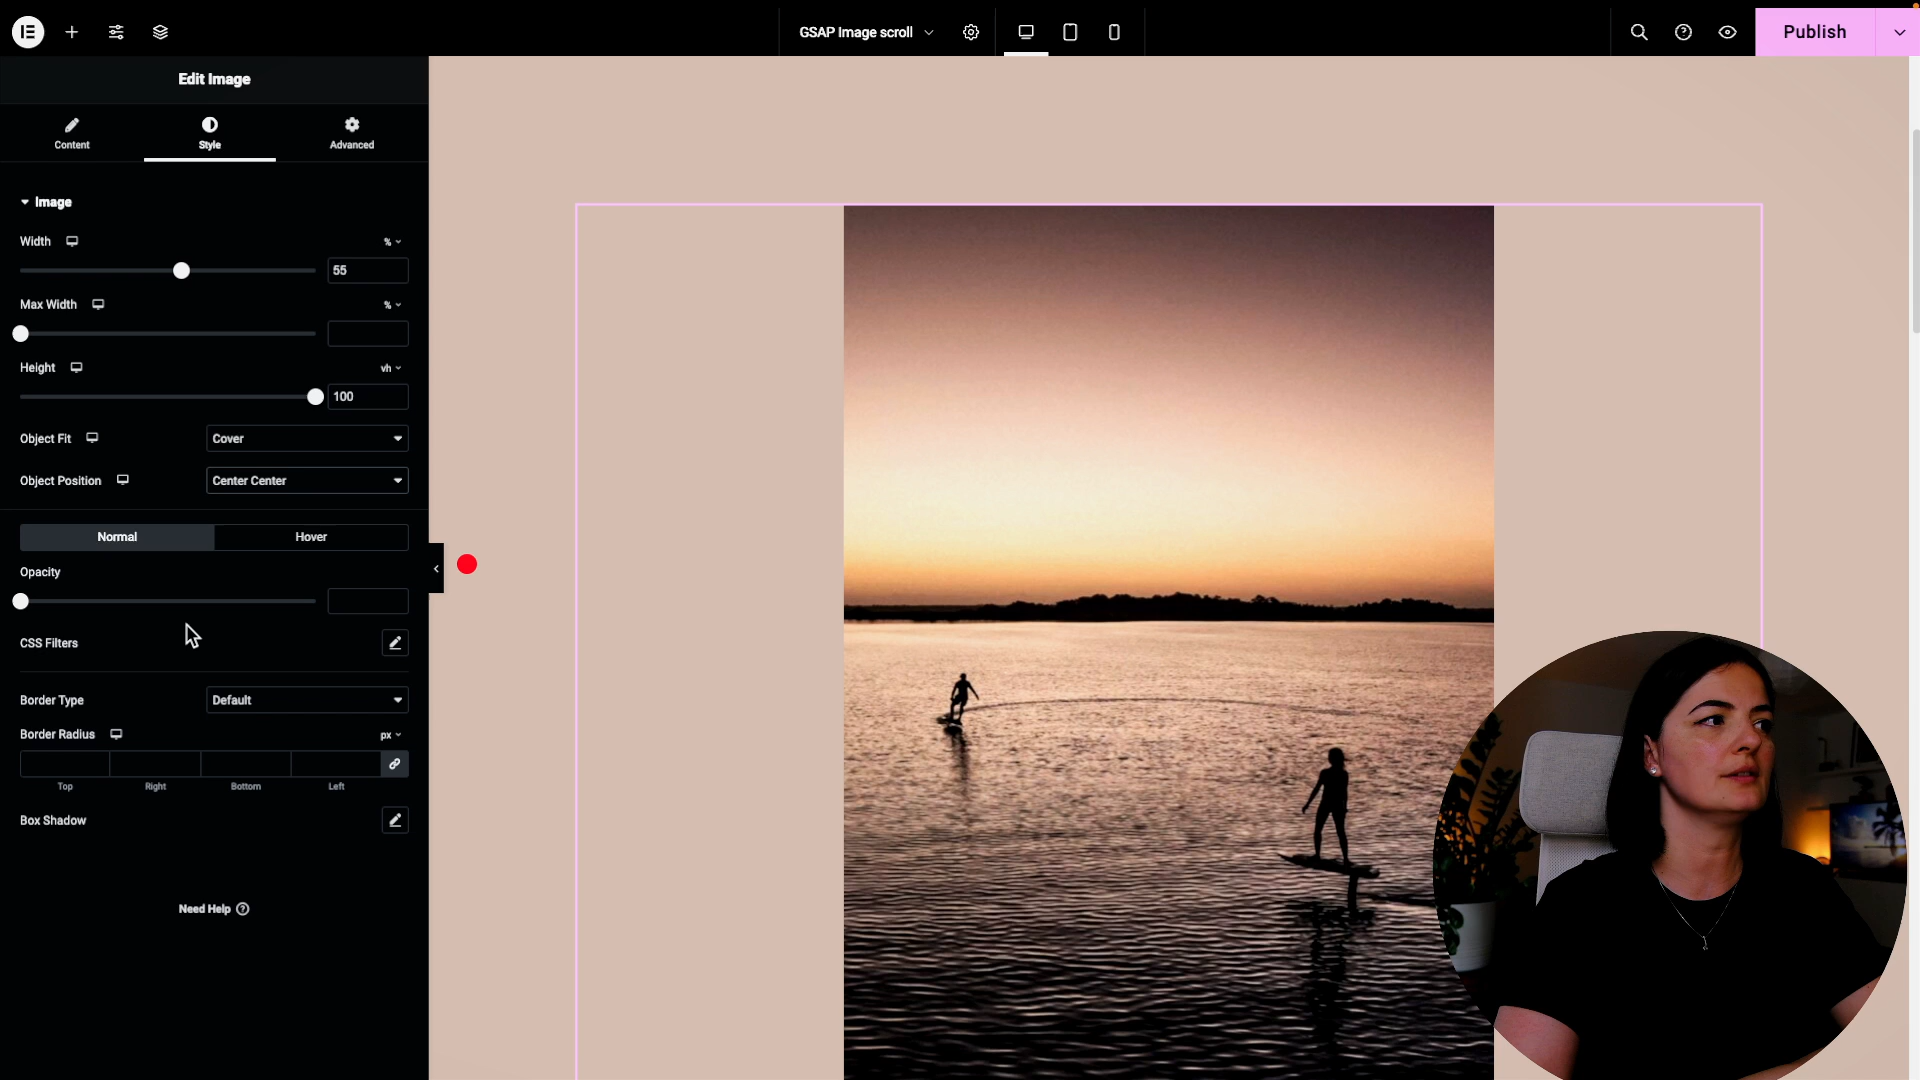 GSAP Image scroll
Publish
Edit Image
Content
Style
Advanced
Image
Width
%
55
Max Width
%
Height
vh
100
Object Fit
Cover
Object Position
Center Center
Normal
Hover
Opacity
CSS Filters
Border Type
Default
Border Radius
px
Top
Right
Bottom
Left
Box Shadow
Need Help